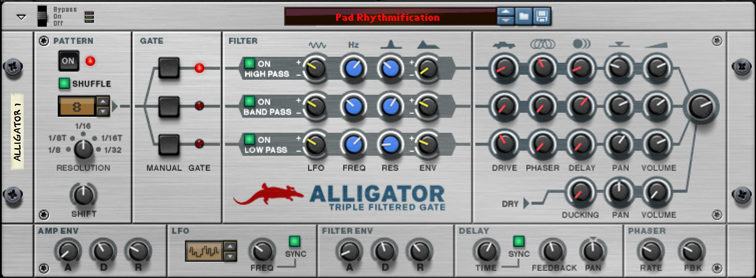 Bypass
On
Off
Pad Rhythmification
PATTERN
GATE
FILTER
Hz
ON
SHUFFLE
8
1/16
1/8T
1/16T
1/8
1/32
RESOLUTION
SHIFT
MANUAL GATE
ON
HIGH PASS
ON
BAND PASS
ON
LOW PASS
+
-
+
-
+
-
+
-
+
-
+
-
LFO
FREQ
RES
ENV
DRIVE
PHASER
DELAY
PAN
VOLUME
ALLIGATOR 1
ALLIGATOR
TRIPLE FILTERED GATE
DRY
DUCKING
PAN
VOLUME
AMP ENV
A
D
R
LFO
FREQ
SYNC
FILTER ENV
A
D
R
DELAY
TIME
SYNC
FEEDBACK
PAN
PHASER
RATE
FBK